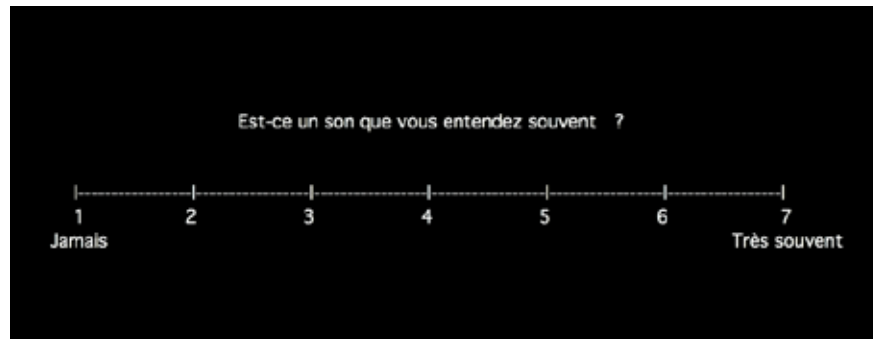 Est-ce un son que vous entendez souvent ?
1 2 3 4 5 6 7
Jamais Très souvent